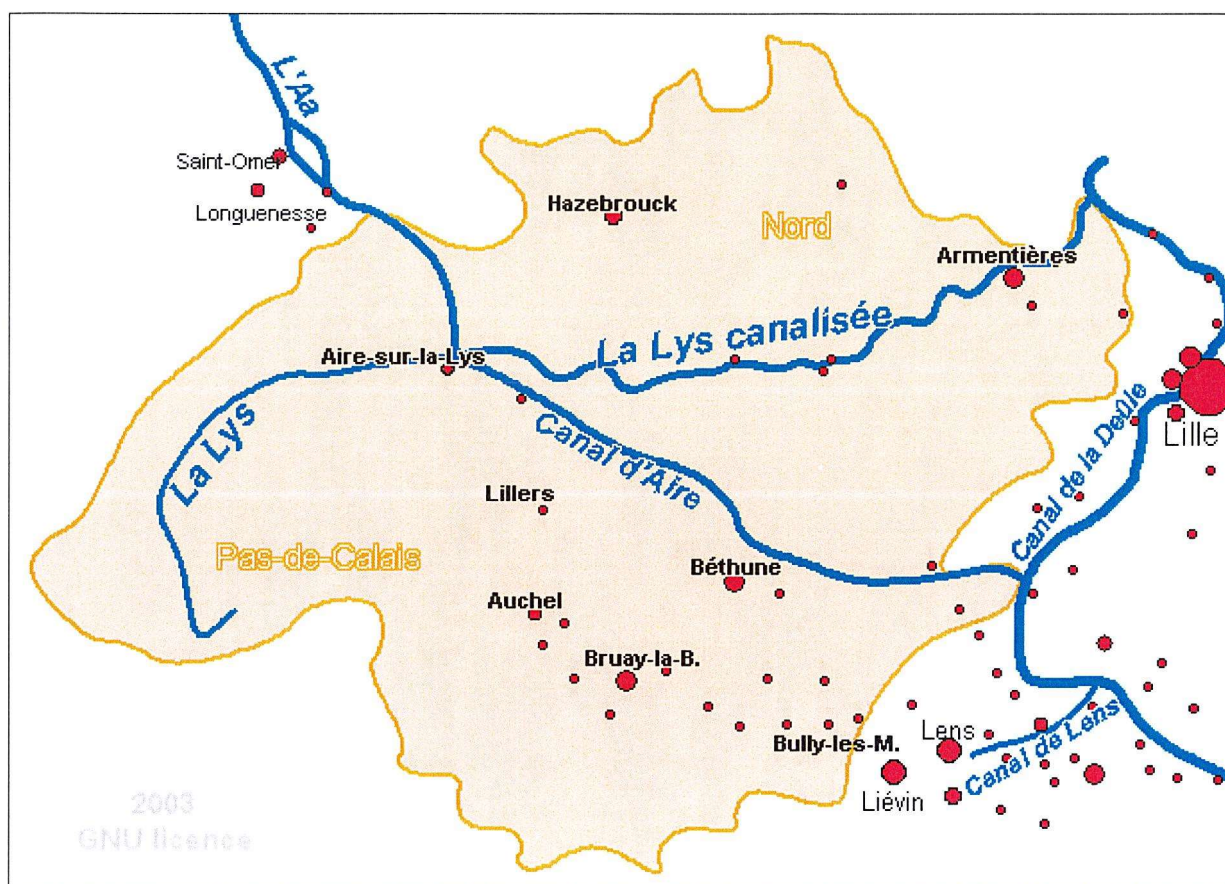 L'Aa
Saint-Omer
Longuenesse
Hazebrouck
Nord
Armentières
La Lys canalisée
Aire-sur-la-Lys
La Lys
Canal d'Aire
Canal de la Deûle
Lille
Lillers
Pas-de-Calais
Béthune
Auchel
Bruay-la-B.
Bully-les-M.
Lens
Canal de Lens
Liévin
2003
GNU licence